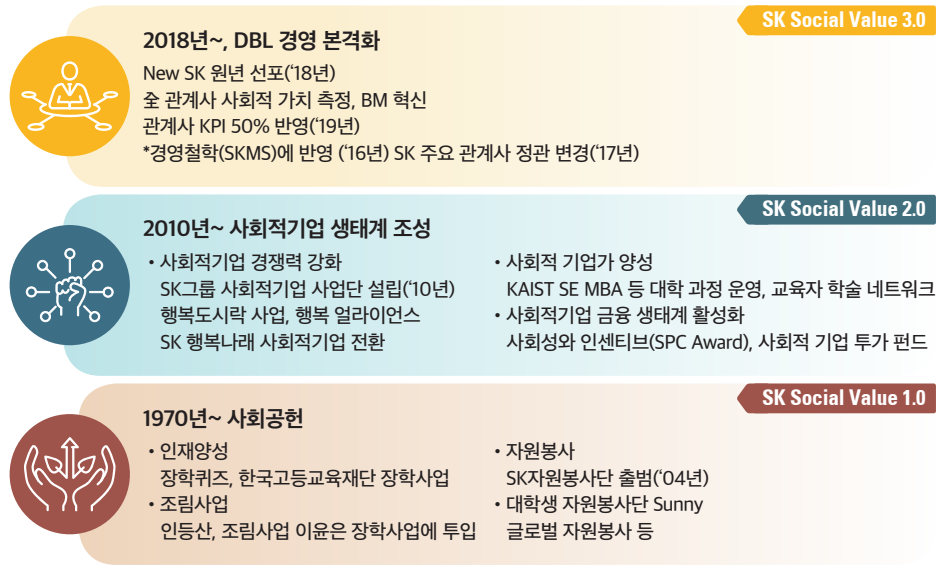 SK Social Value 3.0
2018년~, DBL 경영 본격화
New SK 원년 선포(‘18년)
全 관계사 사회적 가치 측정, BM 혁신
관계사 KPI 50% 반영(‘19년)
*경영철학(SKMS)에 반영 (‘16년) SK 주요 관계사 정관 변경(‘17년)
SK Social Value 2.0
2010년~ 사회적기업 생태계 조성
• 사회적기업 경쟁력 강화
SK그룹 사회적기업 사업단 설립(‘10년)
행복도시락 사업, 행복 얼라이언스
SK 행복나래 사회적기업 전환
• 사회적 기업가 양성
KAIST SE MBA 등 대학 과정 운영, 교육자 학술 네트워크
• 사회적기업 금융 생태계 활성화
사회성와 인센티브(SPC Award), 사회적 기업 투가 펀드
SK Social Value 1.0
1970년~ 사회공헌
• 인재양성
장학퀴즈, 한국고등교육재단 장학사업
• 조림사업
인등산, 조림사업 이윤은 장학사업에 투입
• 자원봉사
SK자원봉사단 출범(‘04년)
• 대학생 자원봉사단 Sunny
글로벌 자원봉사 등